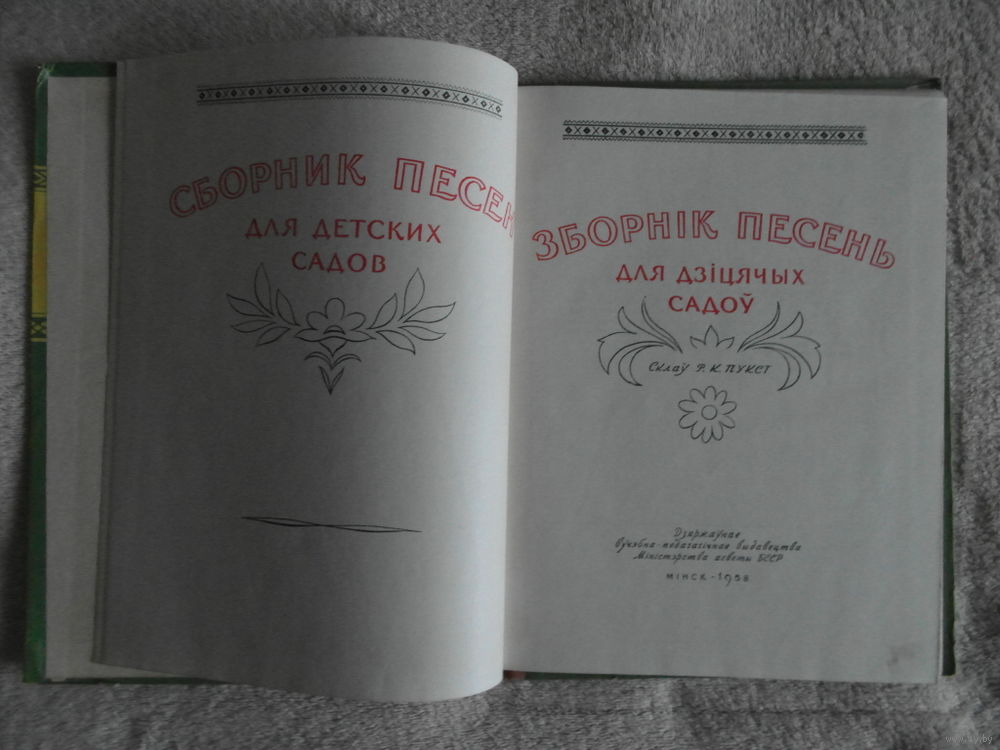 СБОРНИК ПЕСЕН
ДЛЯ ДЕТСКИХ
САДОВ
ЗБОРНІК ПЕСЕНЬ
ДЛЯ ДЗІЦЯЧЫХ
САДОЎ
Склаў Р. К. ПУКСТ
Дзяржаўнае
вучэбна-педагагічнае выдавецтва
Міністэрства асветы БССР
МІНСК - 1958